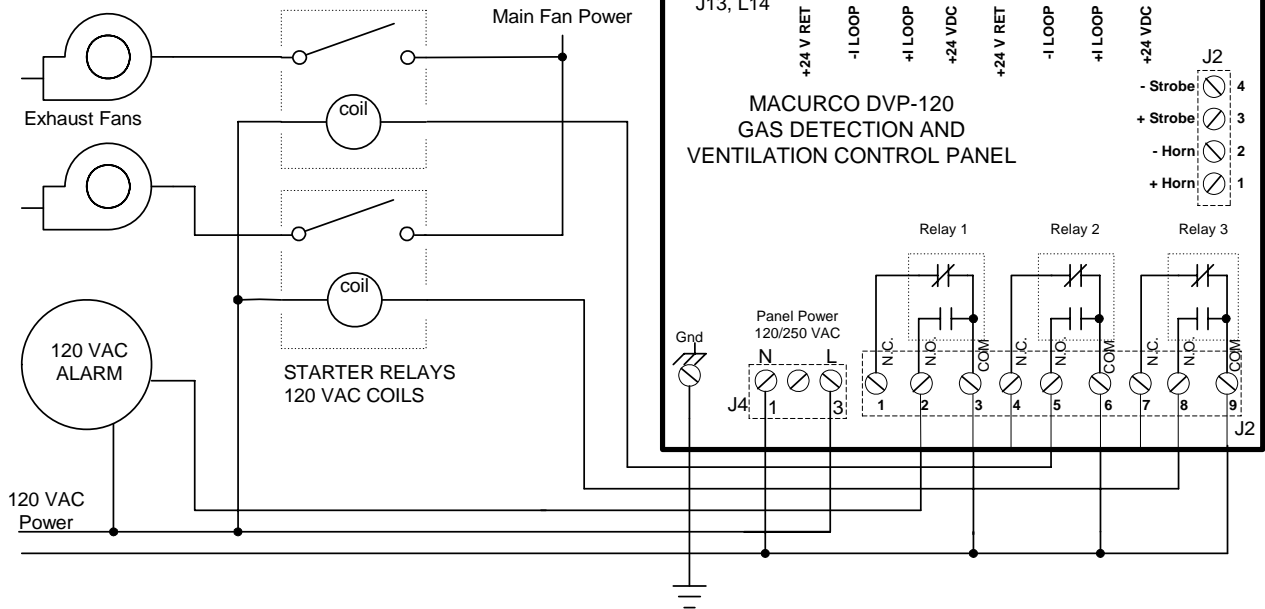 J13, L14
Main Fan Power
+24 V RET
-I LOOP
+I LOOP
+24 VDC
+24 V RET
-I LOOP
+I LOOP
+24 VDC
J2
- Strobe 4
+ Strobe 3
- Horn 2
+ Horn 1
coil
Exhaust Fans
MACURCO DVP-120
GAS DETECTION AND
VENTILATION CONTROL PANEL
Relay 1
Relay 2
Relay 3
coil
120 VAC
ALARM
STARTER RELAYS
120 VAC COILS
Gnd
Panel Power
120/250 VAC
N L
J4 1 3
N.C.
N.O.
COM
N.C.
N.O.
COM
N.C.
N.O.
COM
1 2 3 4 5 6 7 8 9
J2
120 VAC
Power